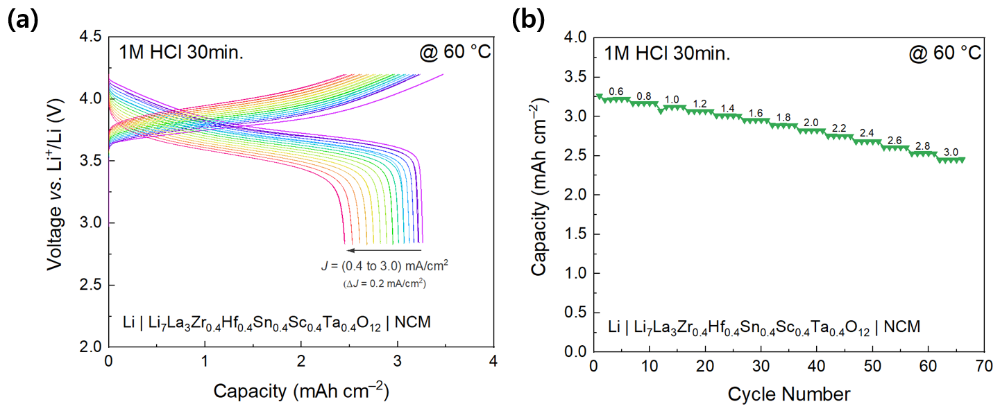 (a)
4.5
4.0
3.5
3.0
2.5
2.0
0 1 2 3 4
Voltage vs. Li⁺/Li (V)
Capacity (mAh cm⁻²)
1M HCl 30min.
@ 60 °C
J = (0.4 to 3.0) mA/cm²
(ΔJ = 0.2 mA/cm²)
Li | Li₇La₃Zr₀.₄Hf₀.₄Sn₀.₄Sc₀.₄Ta₀.₄O₁₂ | NCM
(b)
4.0
3.5
3.0
2.5
2.0
1.5
1.0
0.5
0.0
0 10 20 30 40 50 60 70
Capacity (mAh cm⁻²)
Cycle Number
1M HCl 30min.
@ 60 °C
0.6 0.8 1.0 1.2 1.4 1.6 1.8 2.0 2.2 2.4 2.6 2.8 3.0
Li | Li₇La₃Zr₀.₄Hf₀.₄Sn₀.₄Sc₀.₄Ta₀.₄O₁₂ | NCM